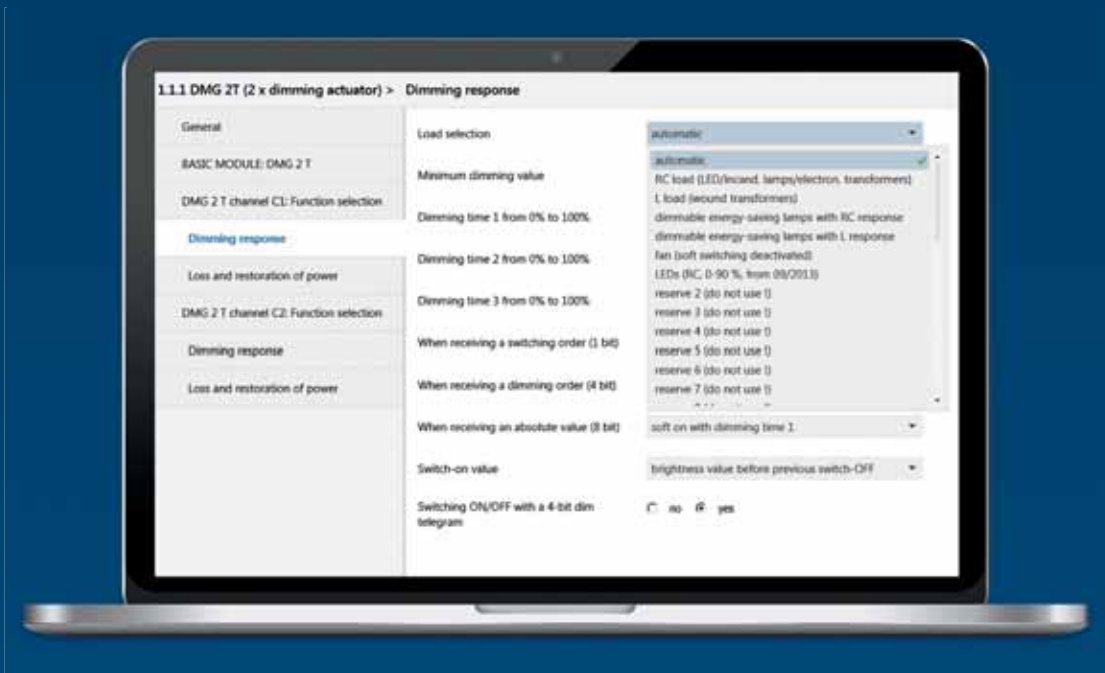 1.1.1 DMG 2T (2 x dimming actuator) > Dimming response
General
BASIC MODULE: DMG 2 T
DMG 2 T channel C1: Function selection
Dimming response
Loss and restoration of power
DMG 2 T channel C2: Function selection
Dimming response
Loss and restoration of power
Load selection
automatic
automatic
RC load (LED/incand. lamps/electron. transformers)
L load (wound transformers)
dimmable energy-saving lamps with RC response
dimmable energy-saving lamps with L response
fan (soft switching deactivated)
LEDs (RC, 0-90 %, from 09/2013)
reserve 2 (do not use !)
reserve 3 (do not use !)
reserve 4 (do not use !)
reserve 5 (do not use !)
reserve 6 (do not use !)
reserve 7 (do not use !)
Minimum dimming value
Dimming time 1 from 0% to 100%
Dimming time 2 from 0% to 100%
Dimming time 3 from 0% to 100%
When receiving a switching order (1 bit)
When receiving a dimming order (4 bit)
When receiving an absolute value (8 bit)
soft on with dimming time 1
Switch-on value
brightness value before previous switch-OFF
Switching ON/OFF with a 4-bit dim
telegram
no yes